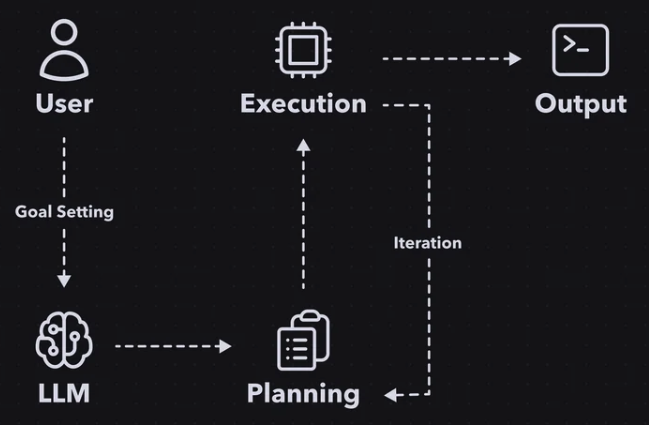 User
Execution
Output
Goal Setting
Iteration
LLM
Planning